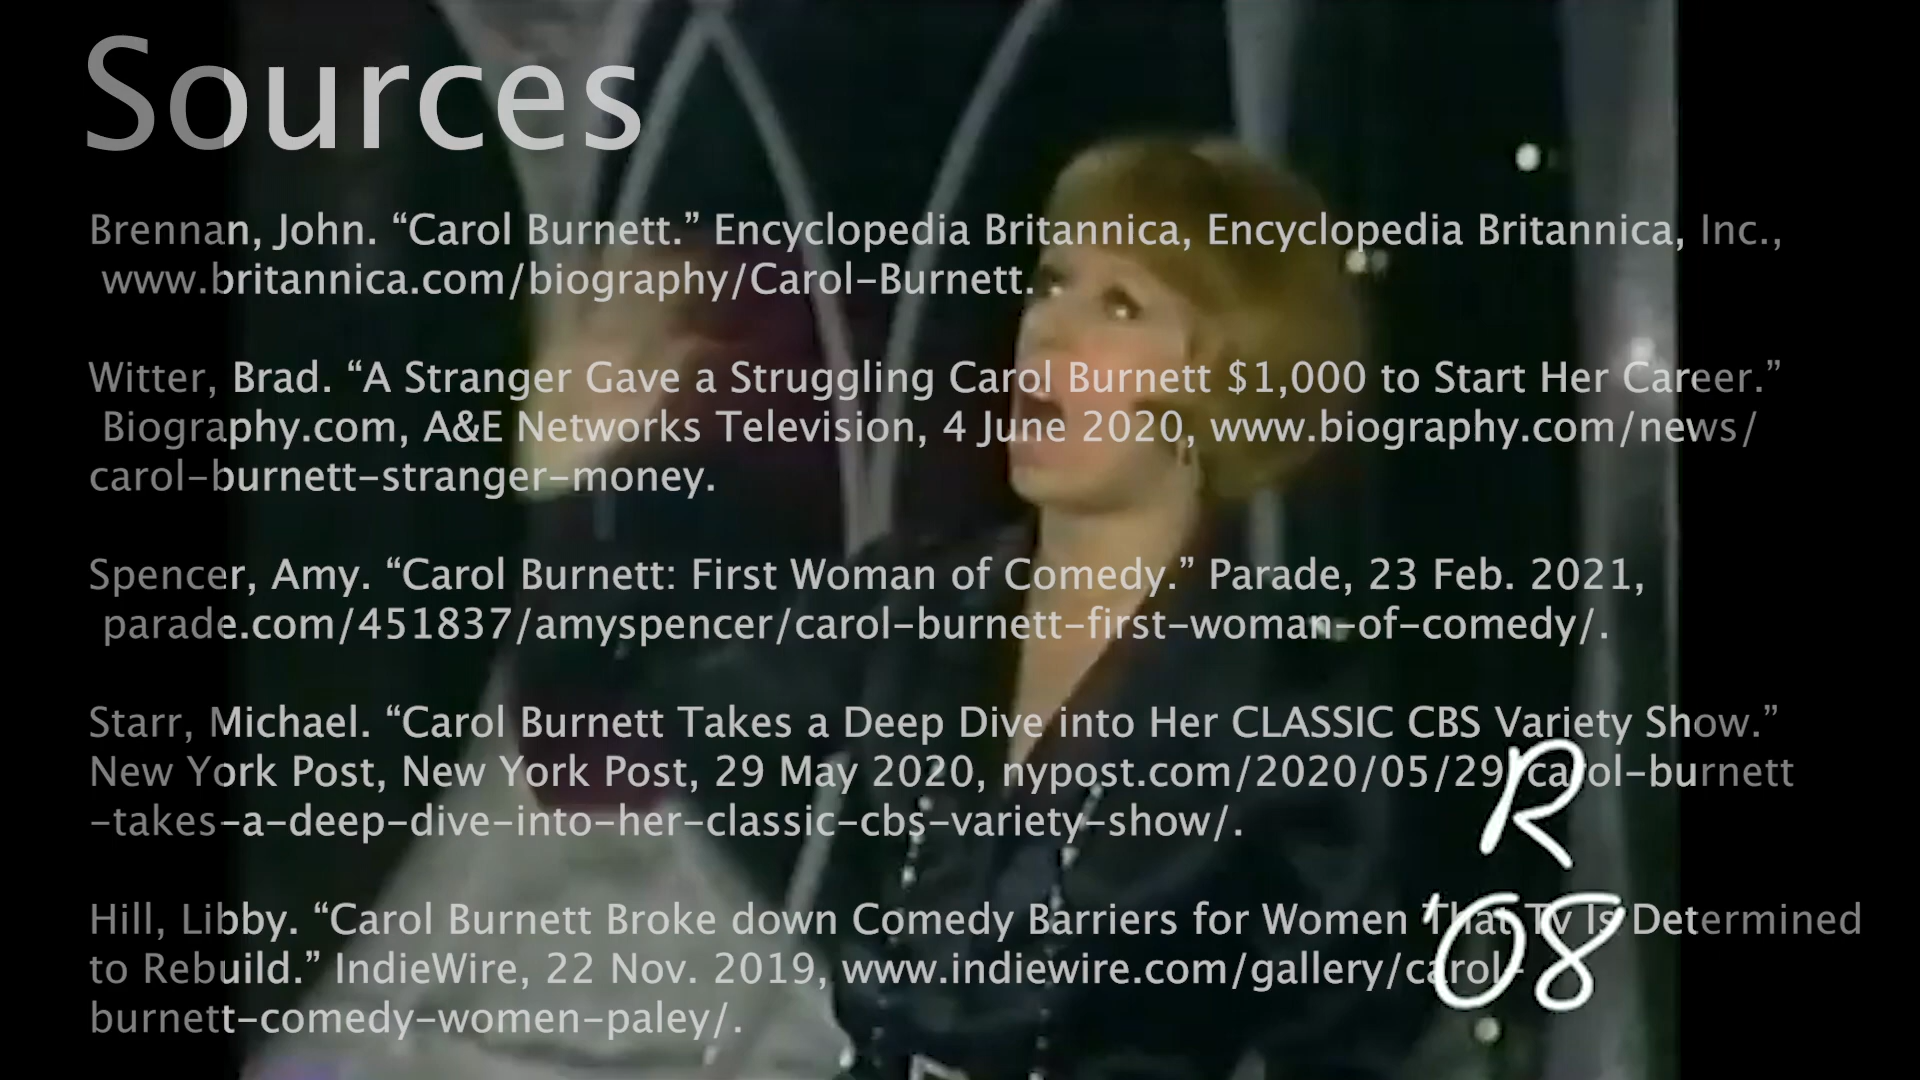 Sources
Brennan, John. “Carol Burnett.” Encyclopedia Britannica, Encyclopedia Britannica, Inc.,
www.britannica.com/biography/Carol-Burnett.
Witter, Brad. “A Stranger Gave a Struggling Carol Burnett $1,000 to Start Her Career.”
Biography.com, A&E Networks Television, 4 June 2020, www.biography.com/news/
carol-burnett-stranger-money.
Spencer, Amy. “Carol Burnett: First Woman of Comedy.” Parade, 23 Feb. 2021,
parade.com/451837/amyspencer/carol-burnett-first-woman-of-comedy/.
Starr, Michael. “Carol Burnett Takes a Deep Dive into Her CLASSIC CBS Variety Show.”
New York Post, New York Post, 29 May 2020, nypost.com/2020/05/29/carol-burnett
-takes-a-deep-dive-into-her-classic-cbs-variety-show/.
Hill, Libby. “Carol Burnett Broke down Comedy Barriers for Women That Tv Is Determined
to Rebuild.” IndieWire, 22 Nov. 2019, www.indiewire.com/gallery/carol-
burnett-comedy-women-paley/.
R
'08